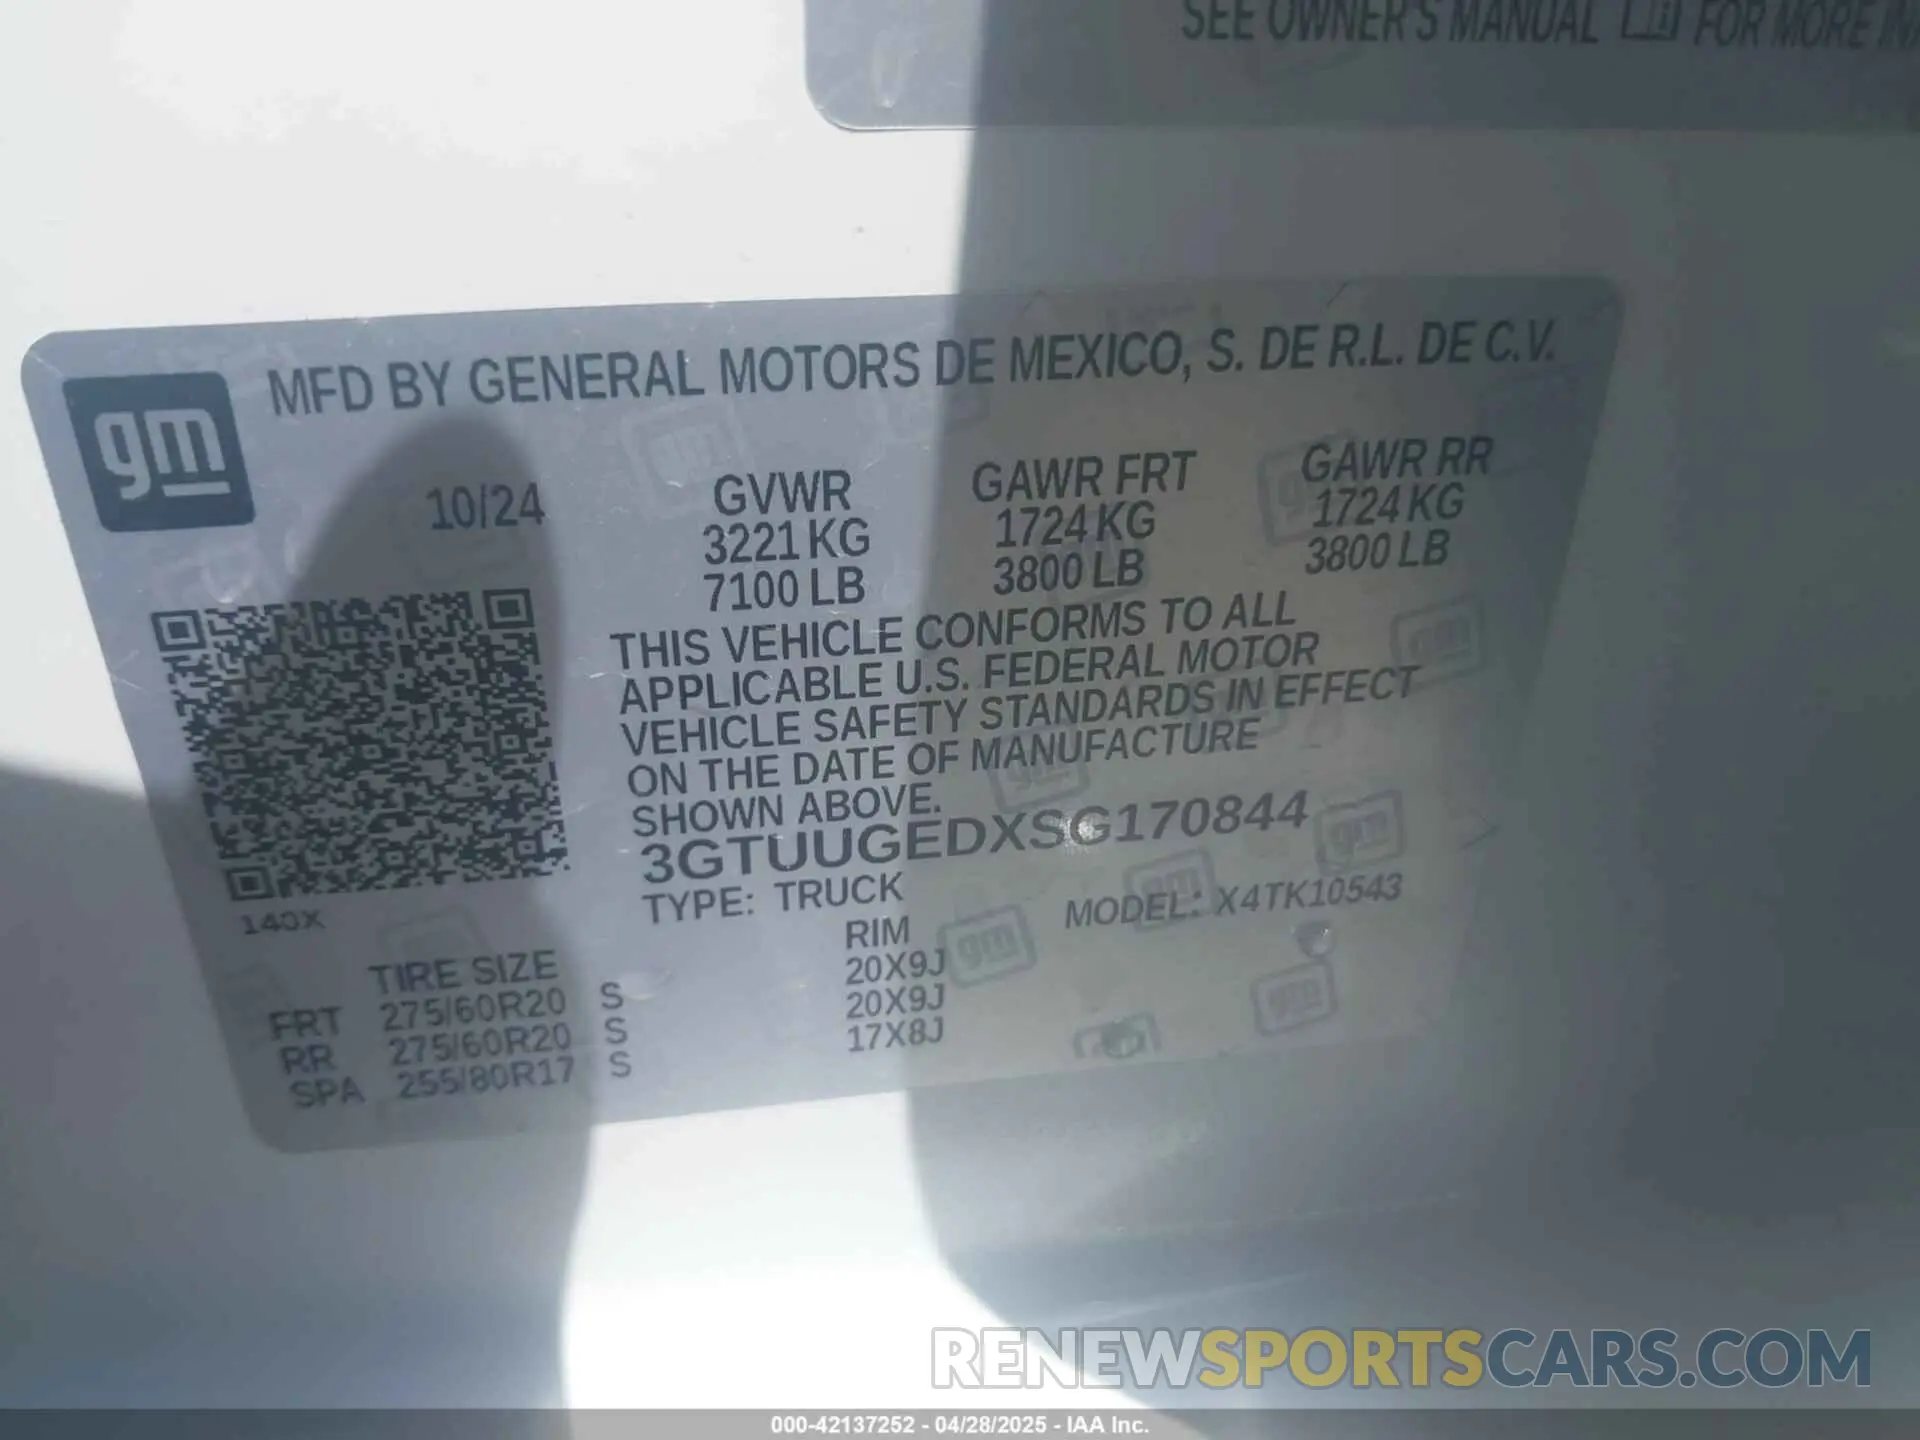 SEE OWNER'S MANUAL FOR MORE
MFD BY GENERAL MOTORS DE MEXICO, S. DE R.L. DE C.V.
gm
10/24 GVWR GAWR FRT GAWR RR
3221 KG 1724 KG 1724 KG
7100 LB 3800 LB 3800 LB
THIS VEHICLE CONFORMS TO ALL
APPLICABLE U.S. FEDERAL MOTOR
VEHICLE SAFETY STANDARDS IN EFFECT
ON THE DATE OF MANUFACTURE
SHOWN ABOVE.
3GTUUGEDXSG170844
TYPE: TRUCK MODEL: X4TK10543
140X
TIRE SIZE RIM
FRT 275/60R20 S 20X9J
RR 275/60R20 S 20X9J
SPA 255/80R17 S 17X8J
RENEWSPORTSCARS.COM
000-42137252 - 04/28/2025 - IAA Inc.